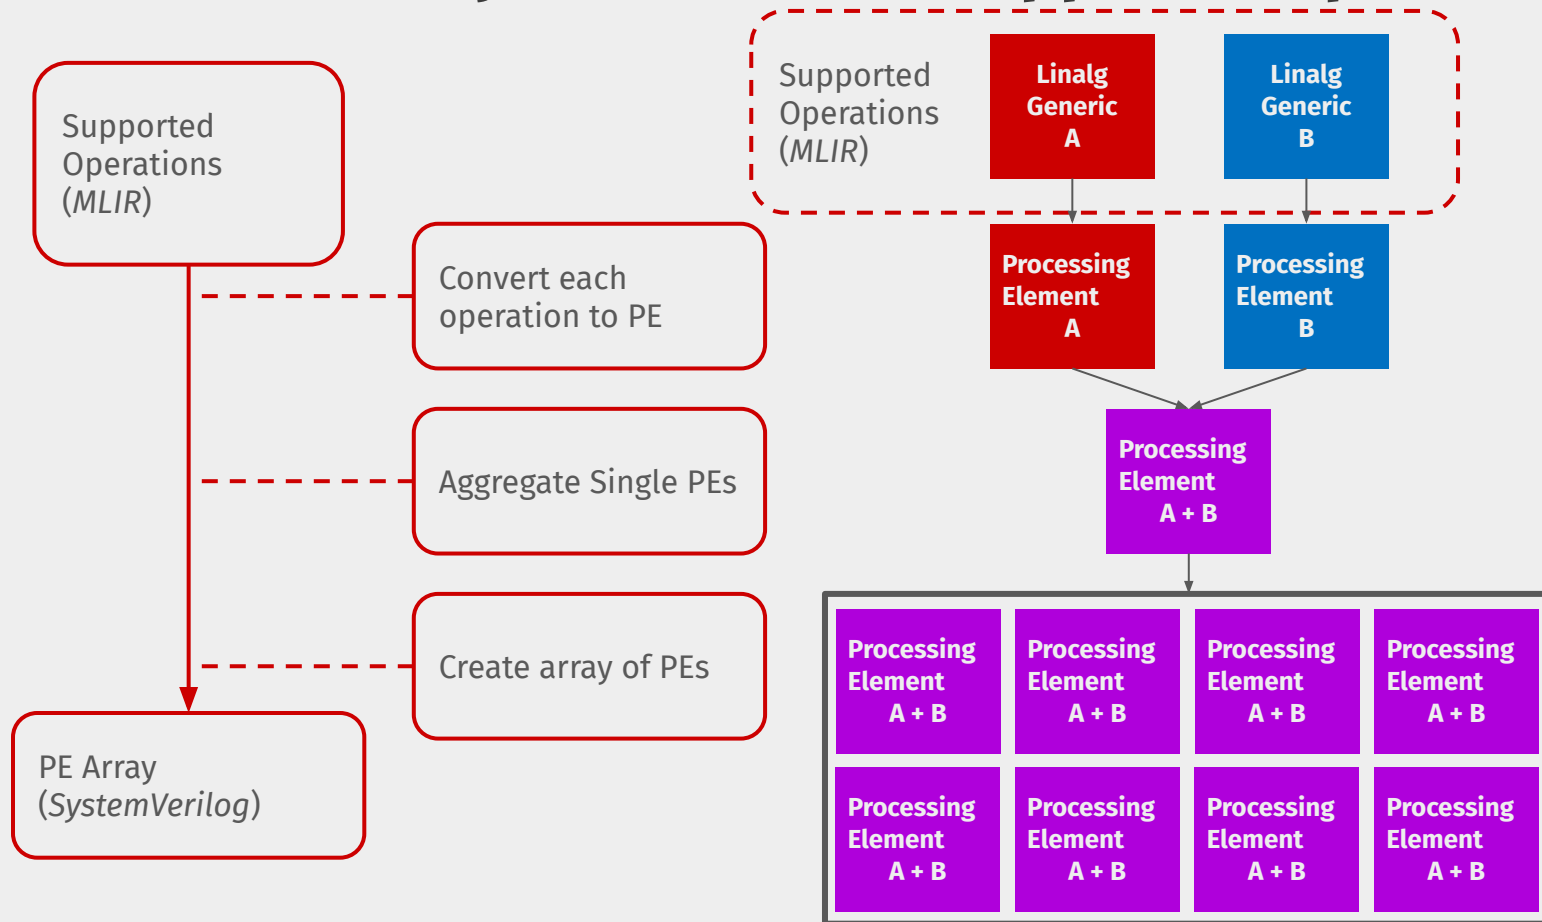 Supported
Operations
(MLIR)
Convert each
operation to PE
Aggregate Single PEs
Create array of PEs
PE Array
(SystemVerilog)
Supported
Operations
(MLIR)
Linalg
Generic
A
Linalg
Generic
B
Processing
Element
A
Processing
Element
B
Processing
Element
A + B
Processing
Element
A + B
Processing
Element
A + B
Processing
Element
A + B
Processing
Element
A + B
Processing
Element
A + B
Processing
Element
A + B
Processing
Element
A + B
Processing
Element
A + B